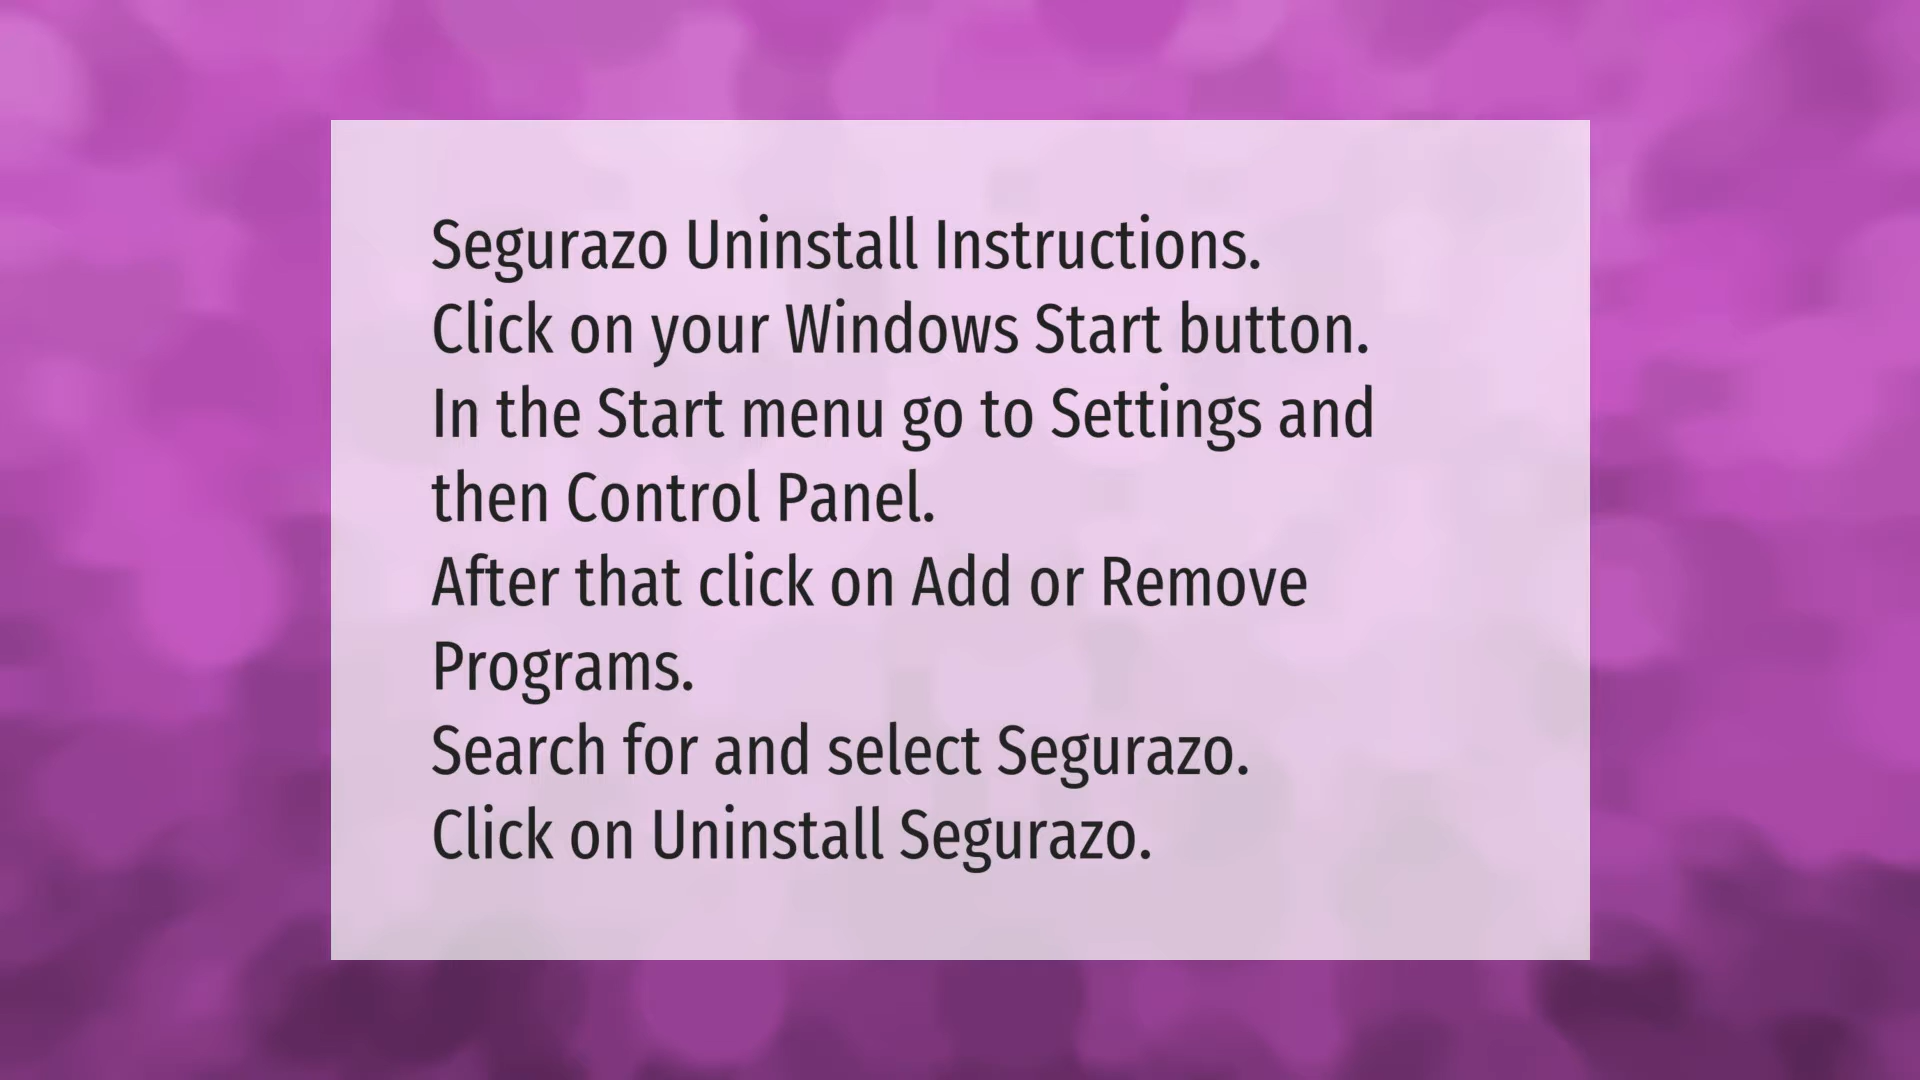 Segurazo Uninstall Instructions.
Click on your Windows Start button.
In the Start menu go to Settings and
then Control Panel.
After that click on Add or Remove
Programs.
Search for and select Segurazo.
Click on Uninstall Segurazo.